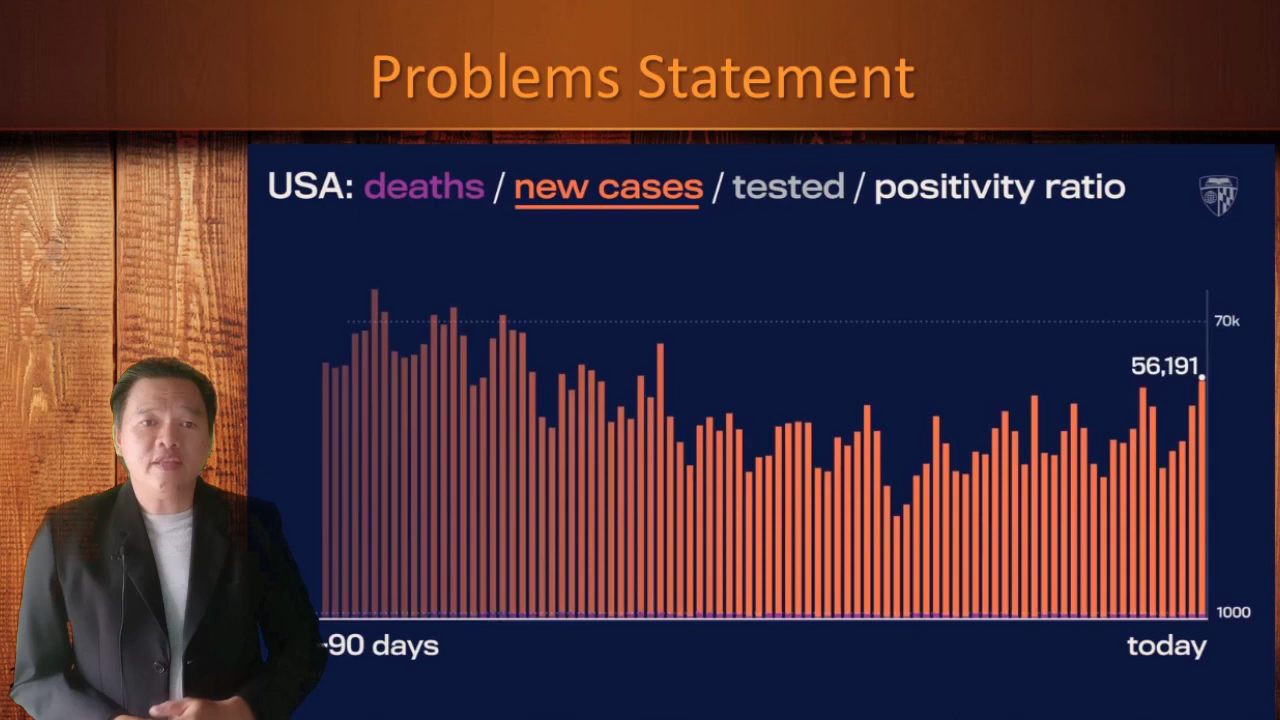 Problems Statement
USA: deaths / new cases / tested / positivity ratio
70k
56,191
1000
-90 days
today